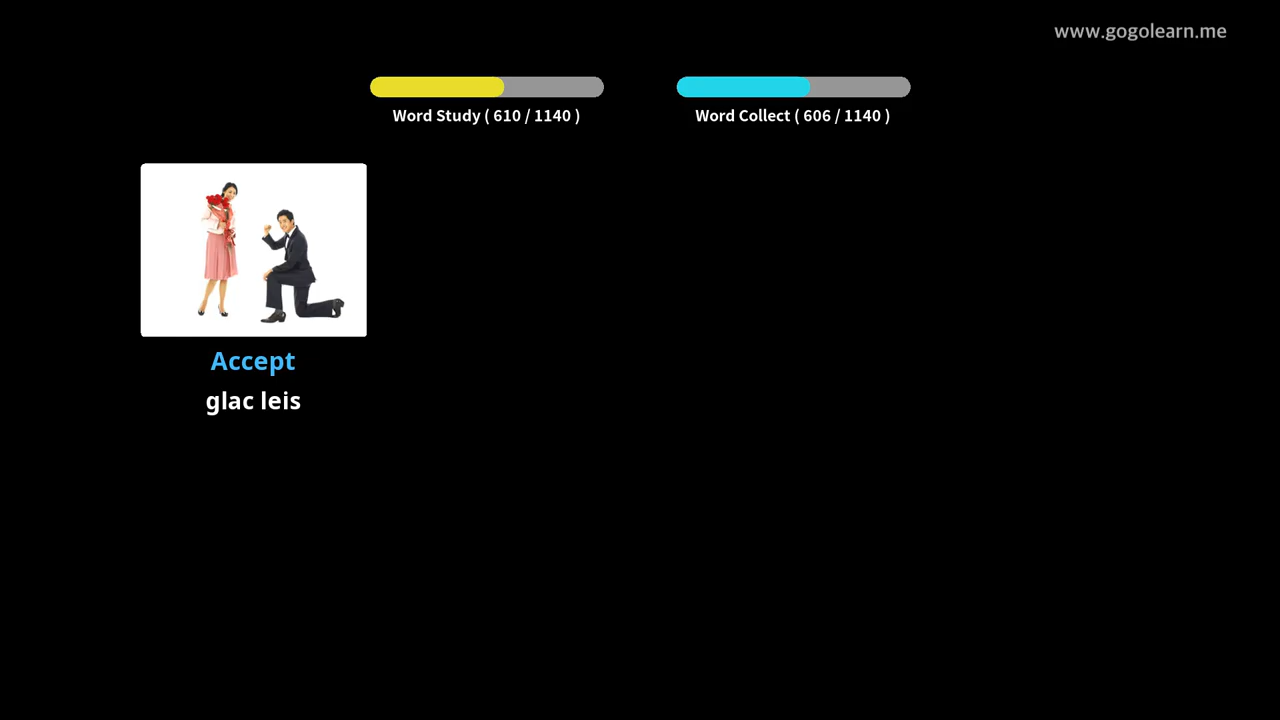 www.gogolearn.me
Word Study ( 610 / 1140 )
Word Collect ( 606 / 1140 )
Accept
glac leis